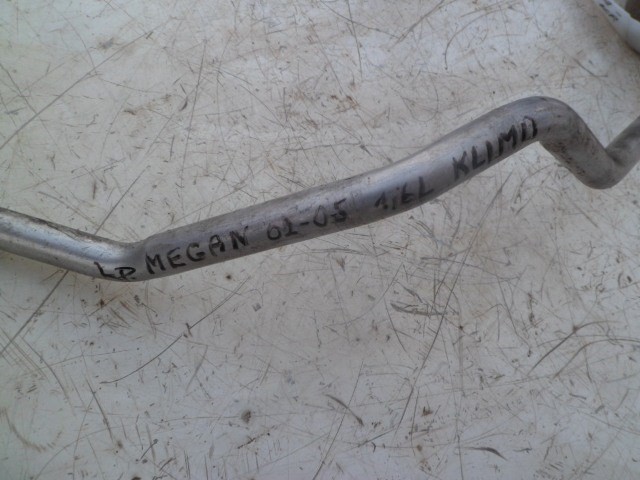 LP. MEGAN 01-05 1,6L KLIMA